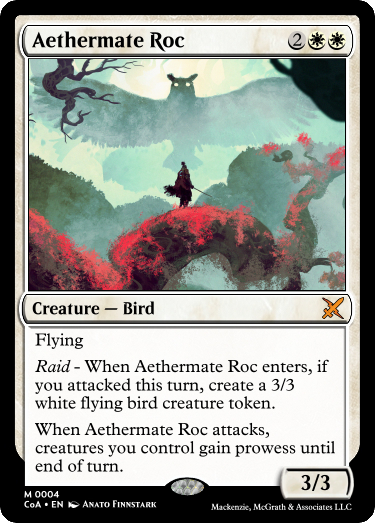 Aethermate Roc 2
Creature — Bird
Flying
Raid - When Aethermate Roc enters, if
you attacked this turn, create a 3/3
white flying bird creature token.
When Aethermate Roc attacks,
creatures you control gain prowess until
end of turn.
3/3
M 0004
CoA • EN Anato Finnstark
Mackenzie, McGrath & Associates LLC